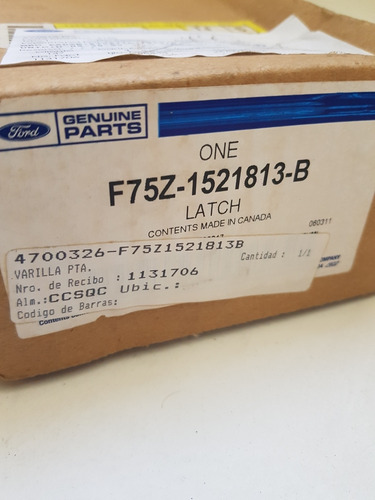 Ford
GENUINE
PARTS
ONE
F75Z-1521813-B
LATCH
CONTENTS MADE IN CANADA
080311
4700326-F75Z1521813B
VARILLA PTA.
Cantidad : 1/1
Nro. de Recibo :1131706
Alm.:CCSQC Ubic.:
Codigo de Barras: